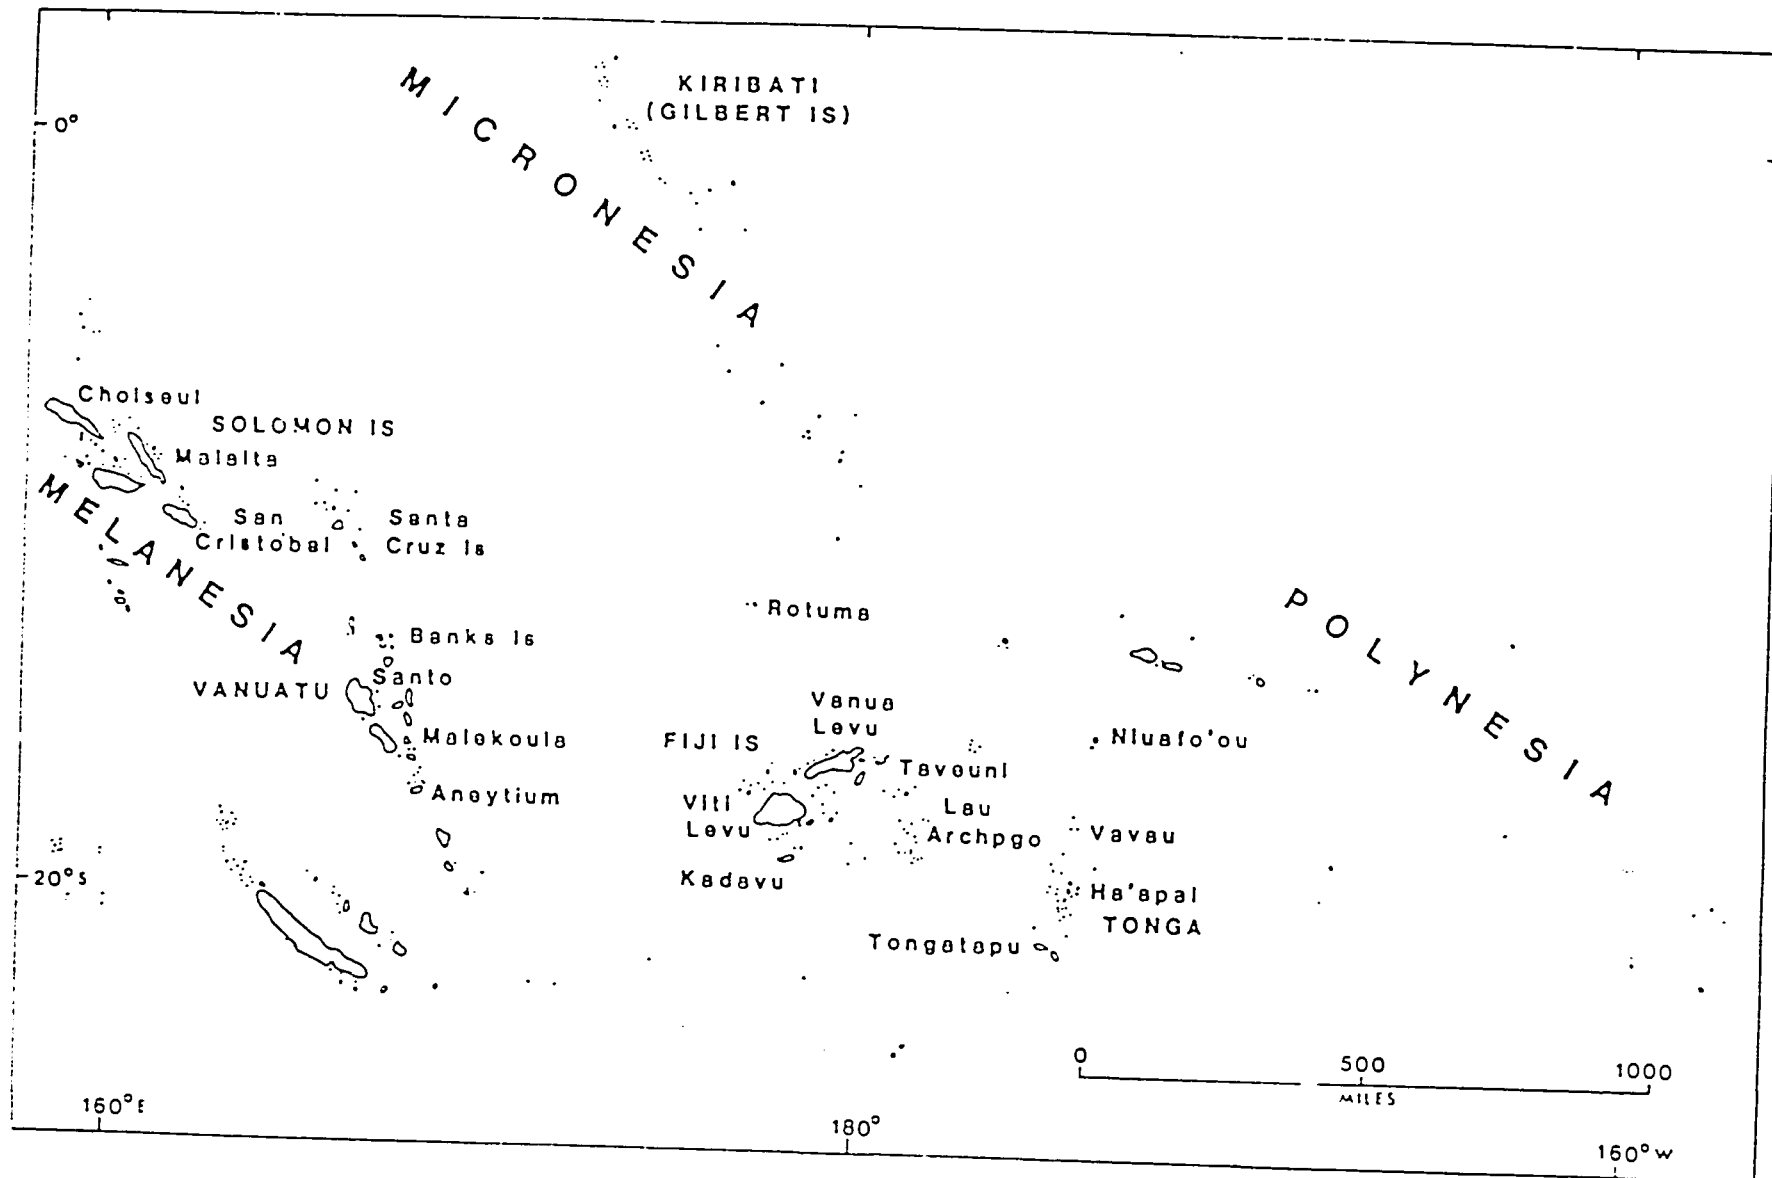 KIRIBATI
(GILBERT IS)
MICRONESIA
0°
Choiseul
SOLOMON IS
Malaita
MELANESIA
San
Cristobal
Santa
Cruz Is
Rotuma
POLYNESIA
Banks Is
Santo
VANUATU
Malekoula
Aneytium
Vanua
Levu
FIJI IS
Taveuni
Niuafo'ou
Viti
Levu
Lau
Archpgo
Vavau
Kadavu
20°S
Ha'apai
TONGA
Tongatapu
0
500
1000
MILES
160°E
180°
160°W